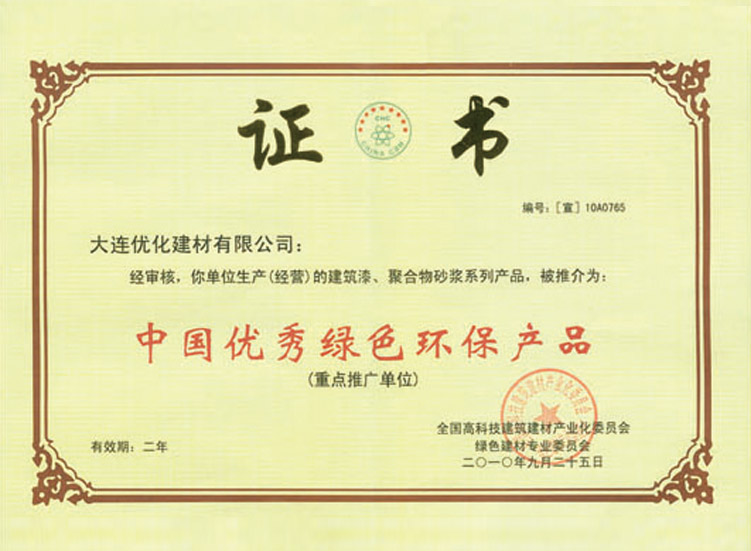 证 书
CHC
CHINA CBM
编号：［宣］10A0765
大连优化建材有限公司：
经审核，你单位生产(经营)的建筑漆、聚合物砂浆系列产品，被推介为：
中国优秀绿色环保产品
(重点推广单位)
全国高科技建筑建材产业化委员会
绿色建材专业委员会
有效期：二年
二〇一〇年九月二十五日